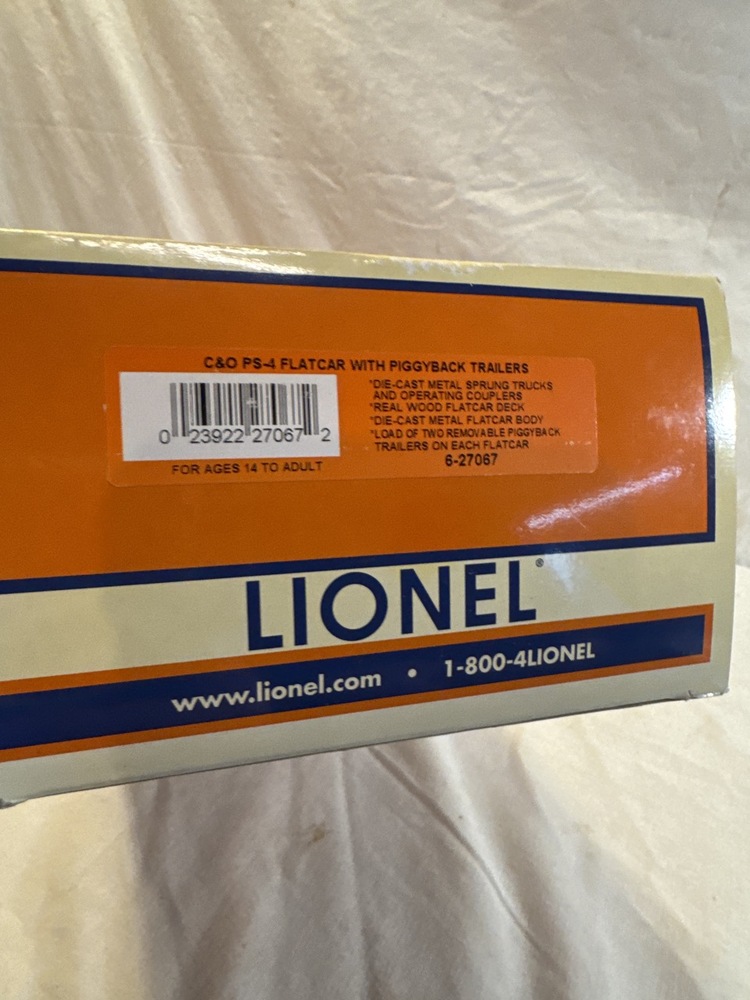 C&O PS-4 FLATCAR WITH PIGGYBACK TRAILERS
0 23922 27067 2
FOR AGES 14 TO ADULT
*DIE-CAST METAL SPRUNG TRUCKS
AND OPERATING COUPLERS
*REAL WOOD FLATCAR DECK
*DIE-CAST METAL FLATCAR BODY
*LOAD OF TWO REMOVABLE PIGGYBACK
TRAILERS ON EACH FLATCAR
6-27067
LIONEL®
www.lionel.com • 1-800-4LIONEL